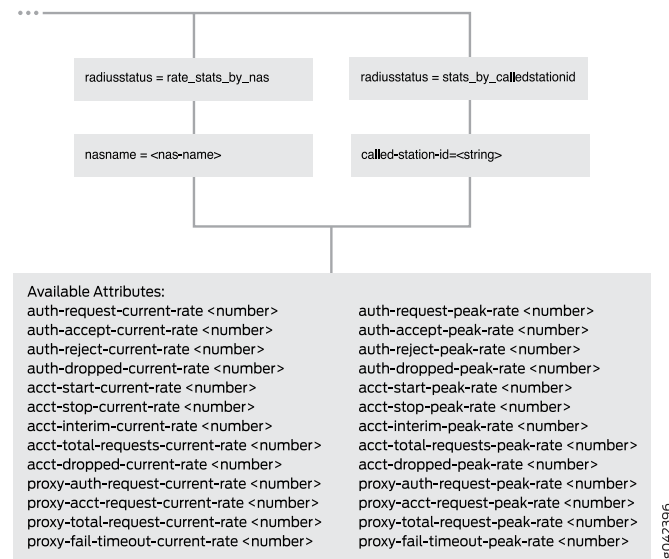 radiusstatus = rate_stats_by_nas
radiusstatus = stats_by_calledstationid
nasname = <nas-name>
called-station-id=<string>
Available Attributes:
auth-request-current-rate <number>
auth-accept-current-rate <number>
auth-reject-current-rate <number>
auth-dropped-current-rate <number>
acct-start-current-rate <number>
acct-stop-current-rate <number>
acct-interim-current-rate <number>
acct-total-requests-current-rate <number>
acct-dropped-current-rate <number>
proxy-auth-request-current-rate <number>
proxy-acct-request-current-rate <number>
proxy-total-request-current-rate <number>
proxy-fail-timeout-current-rate <number>
auth-request-peak-rate <number>
auth-accept-peak-rate <number>
auth-reject-peak-rate <number>
auth-dropped-peak-rate <number>
acct-start-peak-rate <number>
acct-stop-peak-rate <number>
acct-interim-peak-rate <number>
acct-total-requests-peak-rate <number>
acct-dropped-peak-rate <number>
proxy-auth-request-peak-rate <number>
proxy-acct-request-peak-rate <number>
proxy-total-request-peak-rate <number>
proxy-fail-timeout-peak-rate <number>